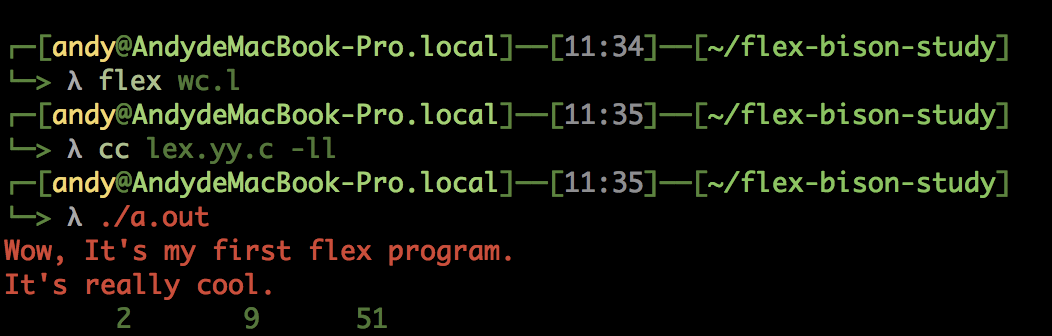 ┌─[andy@AndydeMacBook-Pro.local]──[11:34]──[~/flex-bison-study]
└─> λ flex wc.l
┌─[andy@AndydeMacBook-Pro.local]──[11:35]──[~/flex-bison-study]
└─> λ cc lex.yy.c -ll
┌─[andy@AndydeMacBook-Pro.local]──[11:35]──[~/flex-bison-study]
└─> λ ./a.out
Wow, It's my first flex program.
It's really cool.
       2       9      51